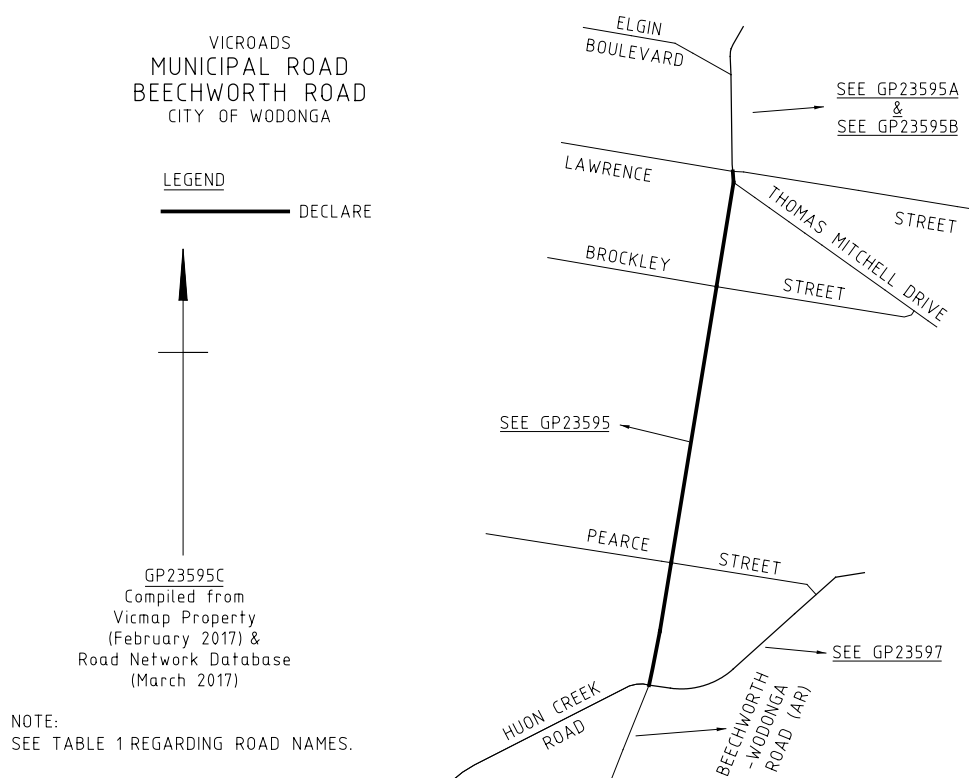 VICROADS
MUNICIPAL ROAD
BEECHWORTH ROAD
CITY OF WODONGA
LEGEND
DECLARE
GP23595C
Compiled from
Vicmap Property
(February 2017) &
Road Network Database
(March 2017)
NOTE:
SEE TABLE 1 REGARDING ROAD NAMES.
ELGIN
BOULEVARD
SEE GP23595A
&
SEE GP23595B
LAWRENCE
STREET
THOMAS MITCHELL DRIVE
BROCKLEY
STREET
SEE GP23595
PEARCE
STREET
SEE GP23597
HUON CREEK
ROAD
BEECHWORTH
-WODONGA
ROAD (AR)